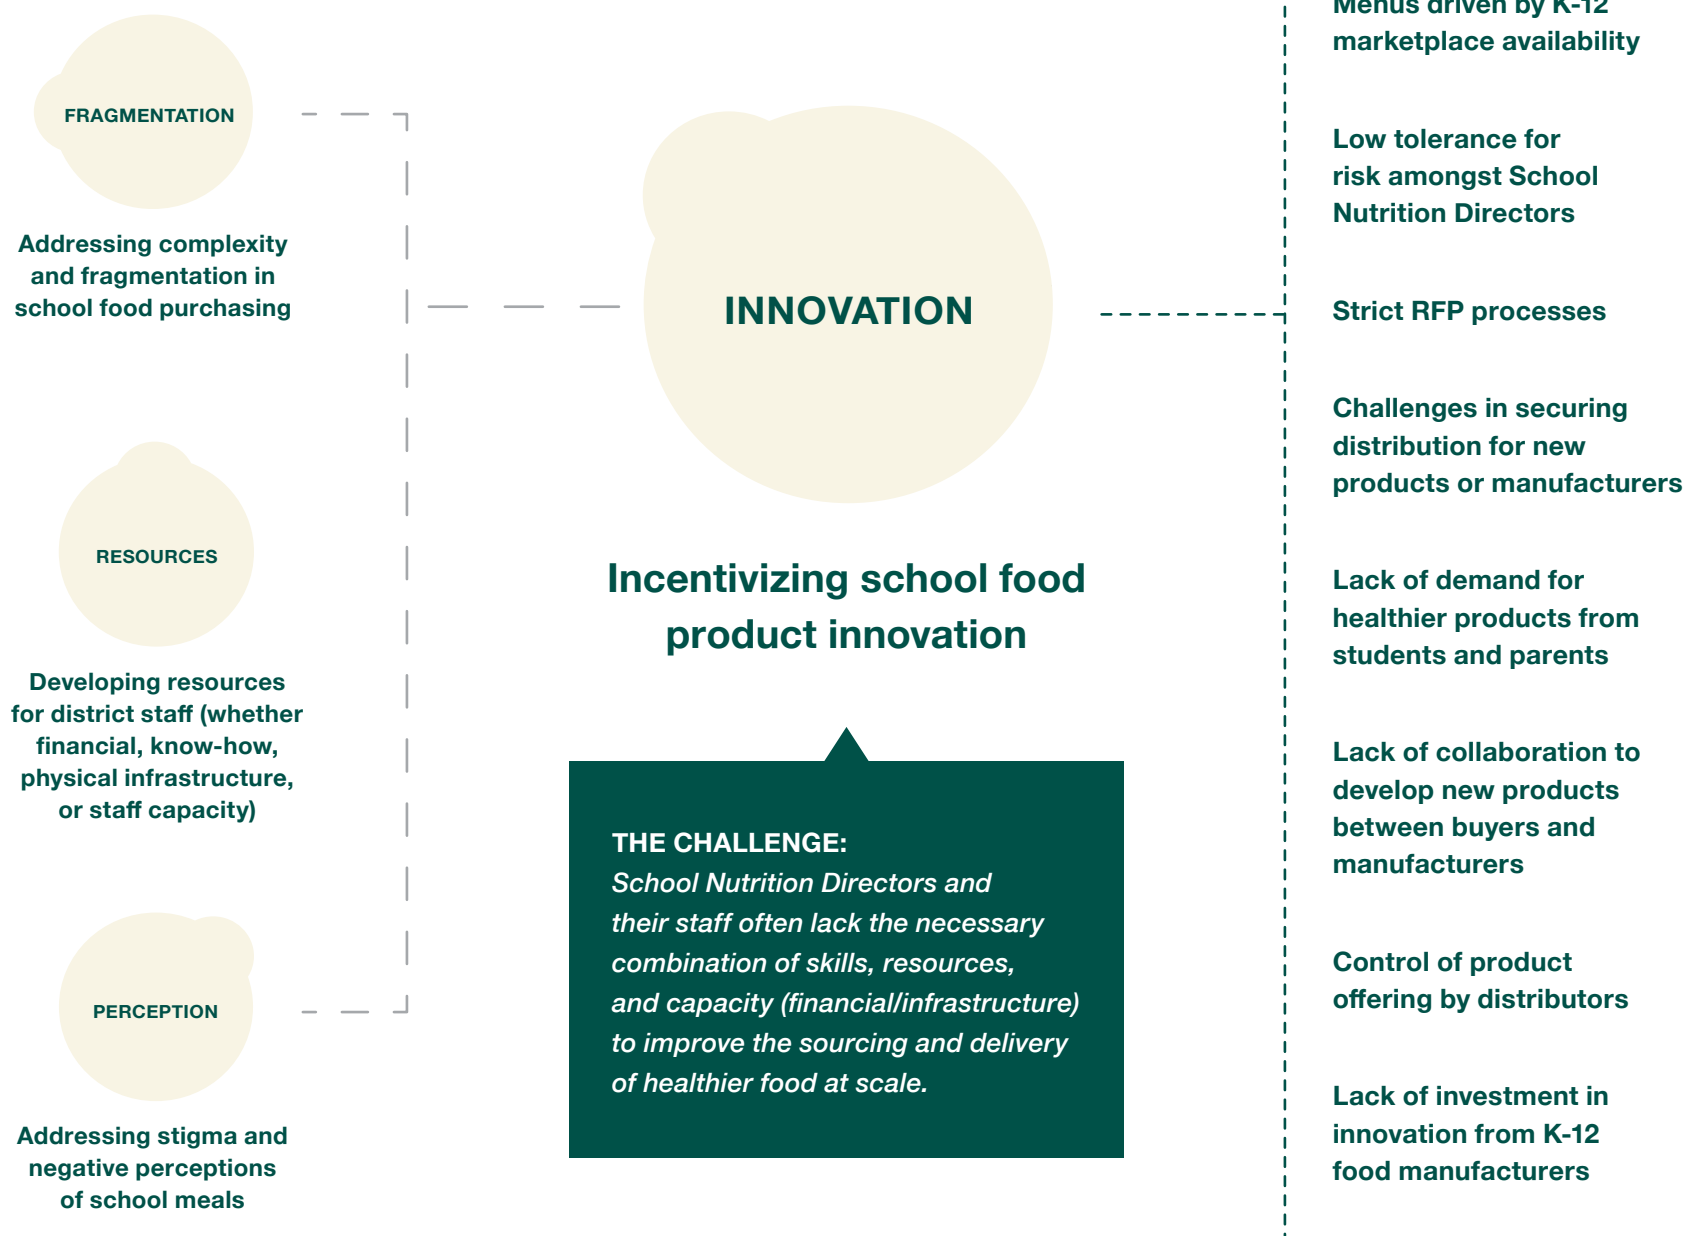 FRAGMENTATION
Addressing complexity
and fragmentation in
school food purchasing
RESOURCES
Developing resources
for district staff (whether
financial, know-how,
physical infrastructure,
or staff capacity)
PERCEPTION
Addressing stigma and
negative perceptions
of school meals
INNOVATION
Incentivizing school food
product innovation
THE CHALLENGE:
School Nutrition Directors and
their staff often lack the necessary
combination of skills, resources,
and capacity (financial/infrastructure)
to improve the sourcing and delivery
of healthier food at scale.
Menus driven by K-12
marketplace availability
Low tolerance for
risk amongst School
Nutrition Directors
Strict RFP processes
Challenges in securing
distribution for new
products or manufacturers
Lack of demand for
healthier products from
students and parents
Lack of collaboration to
develop new products
between buyers and
manufacturers
Control of product
offering by distributors
Lack of investment in
innovation from K-12
food manufacturers